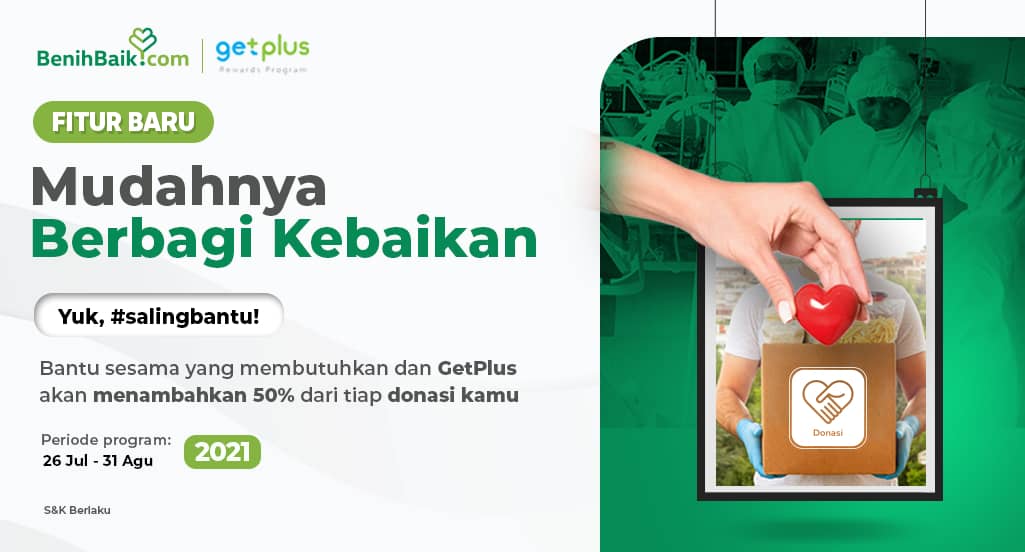 BenihBaik.com
getplus
Rewards Program
FITUR BARU
Mudahnya
Berbagi Kebaikan
Yuk, #salingbantu!
Bantu sesama yang membutuhkan dan GetPlus
akan menambahkan 50% dari tiap donasi kamu
Periode program:
26 Jul - 31 Agu
2021
S&K Berlaku
Donasi